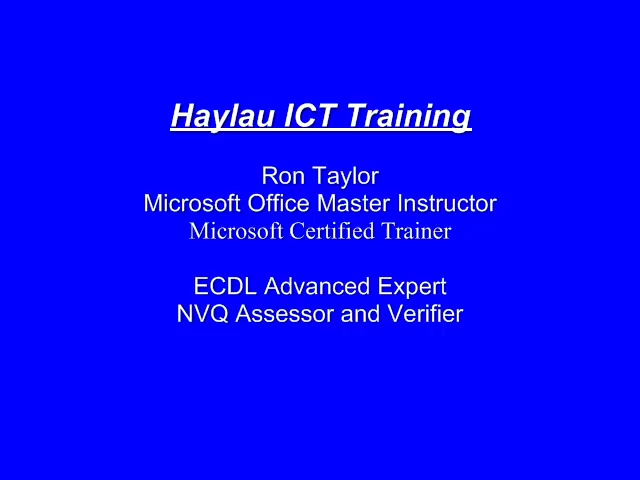 Haylau ICT Training
Ron Taylor
Microsoft Office Master Instructor
Microsoft Certified Trainer
ECDL Advanced Expert
NVQ Assessor and Verifier